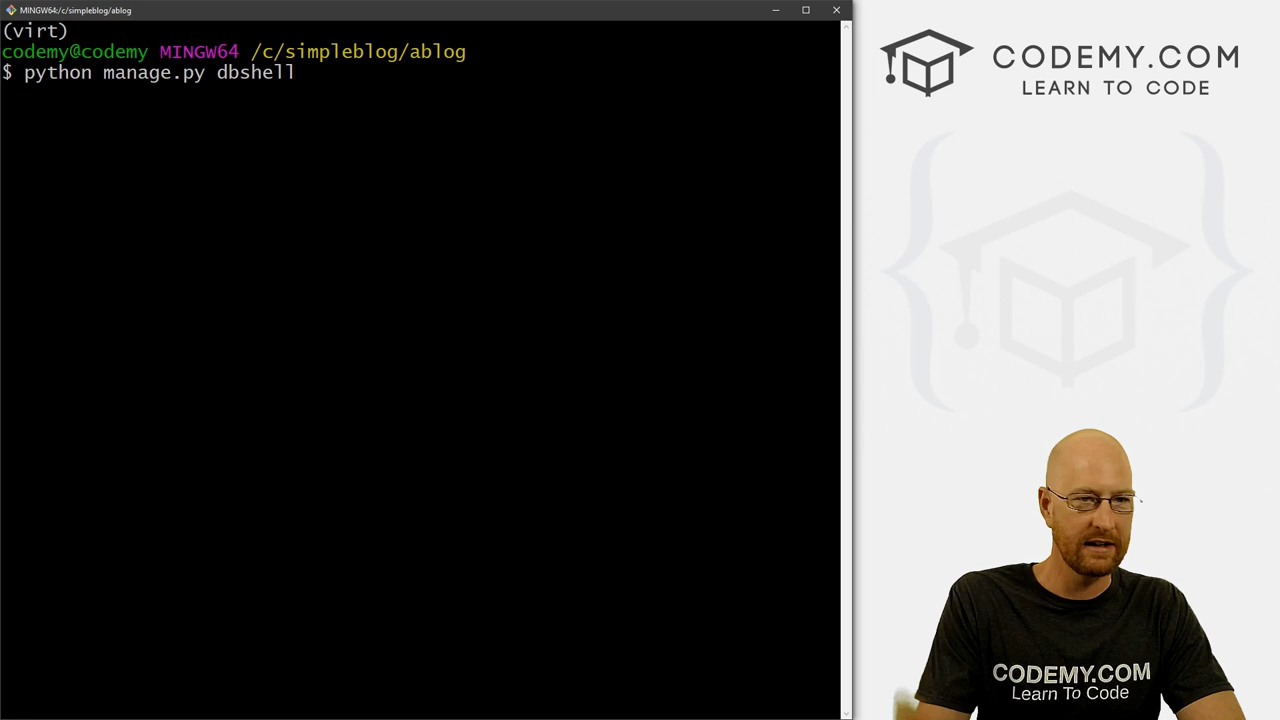 MINGW64:/c/simpleblog/ablog
(virt)
codemy@codemy MINGW64 /c/simpleblog/ablog
$ python manage.py dbshell
CODEMY.COM
LEARN TO CODE
CODEMY.COM
Learn To Code